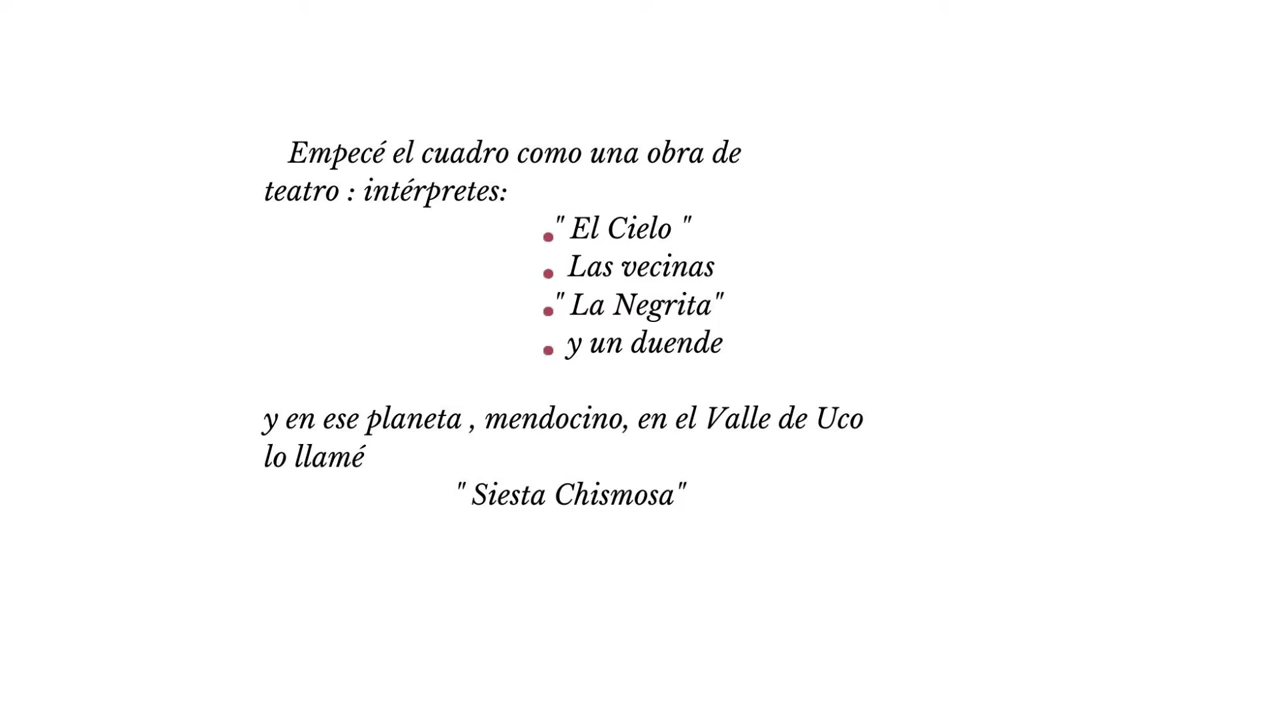 Empecé el cuadro como una obra de
teatro : intérpretes:
" El Cielo "
Las vecinas
" La Negrita"
y un duende
y en ese planeta , mendocino, en el Valle de Uco
lo llamé
" Siesta Chismosa"